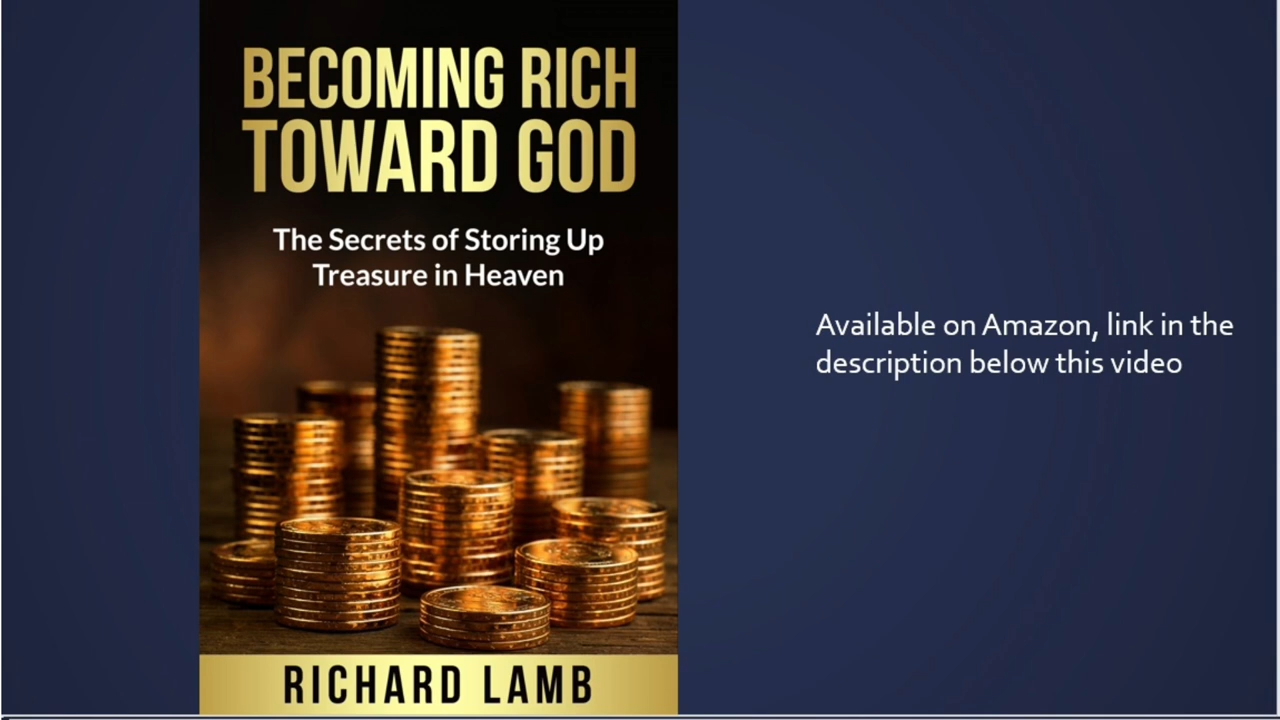 BECOMING RICH
TOWARD GOD
The Secrets of Storing Up
Treasure in Heaven
RICHARD LAMB
Available on Amazon, link in the
description below this video